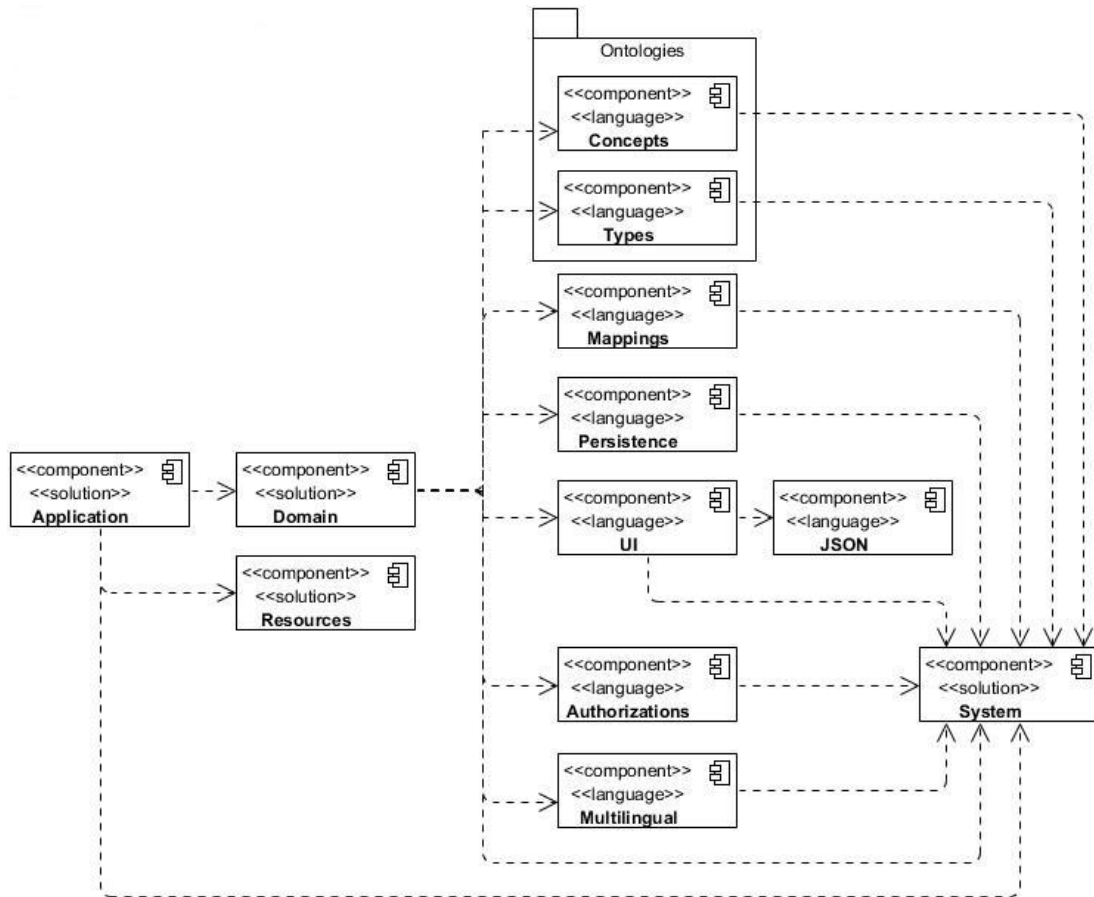 Ontologies
<<component>>
<<language>>
Concepts
<<component>>
<<language>>
Types
<<component>>
<<language>>
Mappings
<<component>>
<<language>>
Persistence
<<component>>
<<solution>>
Application
<<component>>
<<solution>>
Domain
<<component>>
<<language>>
UI
<<component>>
<<language>>
JSON
<<component>>
<<solution>>
Resources
<<component>>
<<language>>
Authorizations
<<component>>
<<solution>>
System
<<component>>
<<language>>
Multilingual